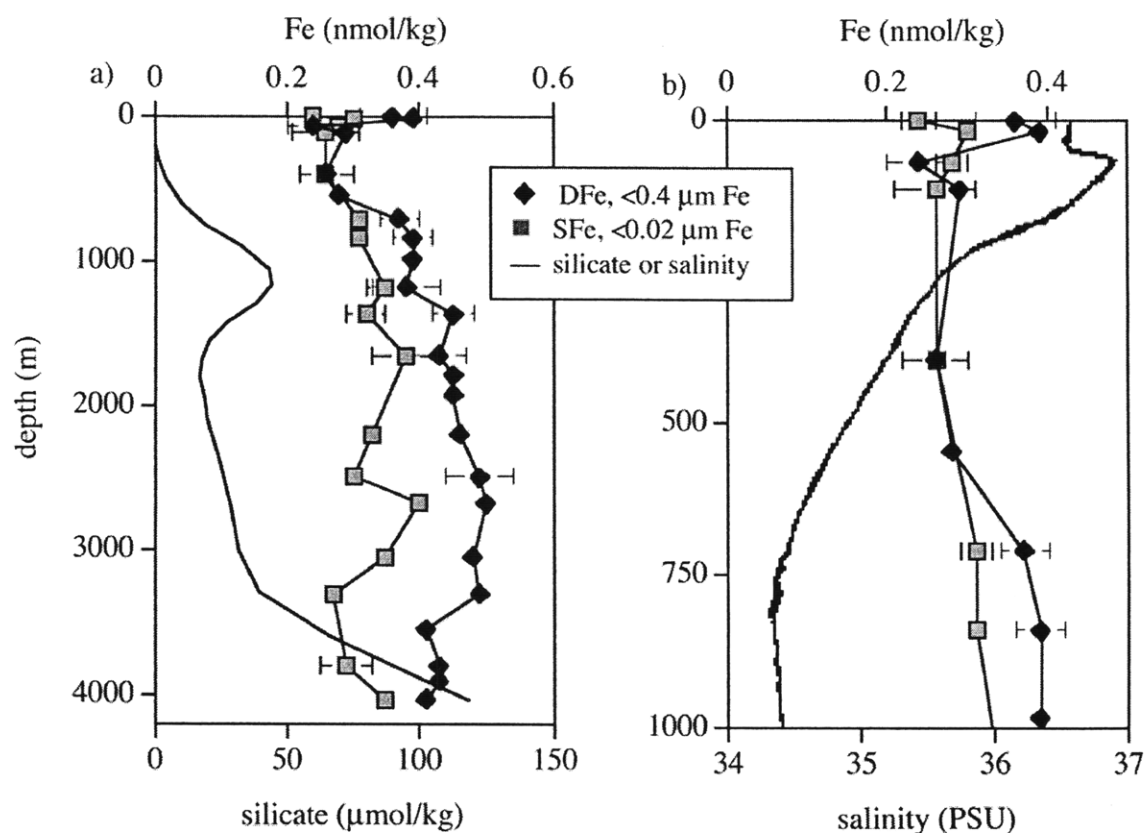 Fe (nmol/kg)
a) 0 0.2 0.4 0.6
0
1000
2000
3000
4000
depth (m)
0 50 100 150
silicate (μmol/kg)
◆ DFe, <0.4 μm Fe
■ SFe, <0.02 μm Fe
— silicate or salinity
Fe (nmol/kg)
b) 0 0.2 0.4
0
250
500
750
1000
34 35 36 37
salinity (PSU)